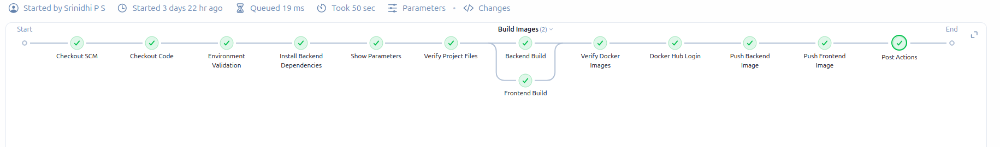 Started by Srinidhi P S Started 3 days 22 hr ago Queued 19 ms Took 50 sec Parameters • Changes
Start Build Images (2) End
Checkout SCM Checkout Code Environment Validation Install Backend Dependencies Show Parameters Verify Project Files Backend Build Verify Docker Images Docker Hub Login Push Backend Image Push Frontend Image Post Actions
Frontend Build